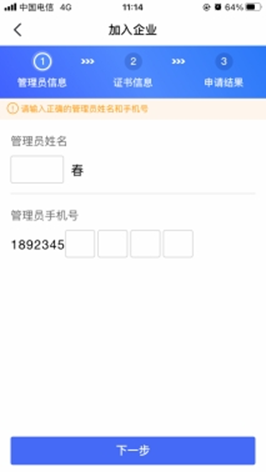 中国电信 4G 11:14 64%
加入企业
1 2 3
管理员信息 证书信息 申请结果
请输入正确的管理员姓名和手机号
管理员姓名
春
管理员手机号
1892345
下一步